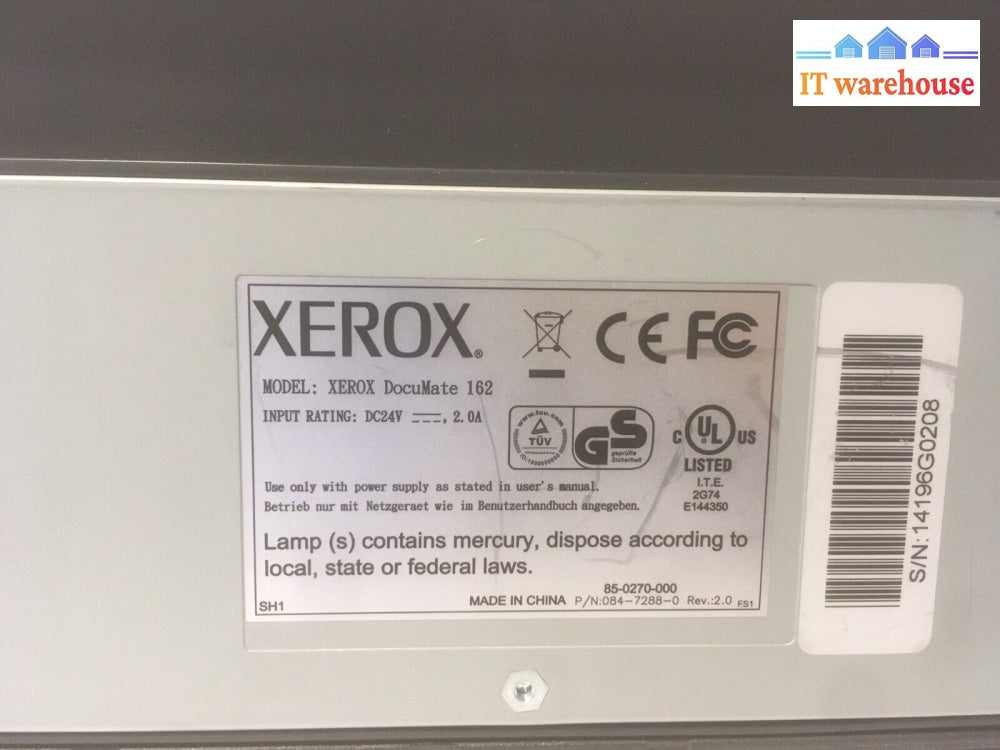 IT warehouse
XEROX®
CE FC
MODEL: XEROX DocuMate 162
INPUT RATING: DC24V ⎓, 2.0A
www.tuv.com
TÜV
GS
geprüfte
Sicherheit
C UL US
LISTED
I.T.E.
2G74
E144350
Use only with power supply as stated in user's manual.
Betrieb nur mit Netzgeraet wie im Benutzerhandbuch angegeben.
Lamp (s) contains mercury, dispose according to
local, state or federal laws.
85-0270-000
SH1
MADE IN CHINA P/N:084-7288-0 Rev.:2.0 FS1
S/N:14196G0208